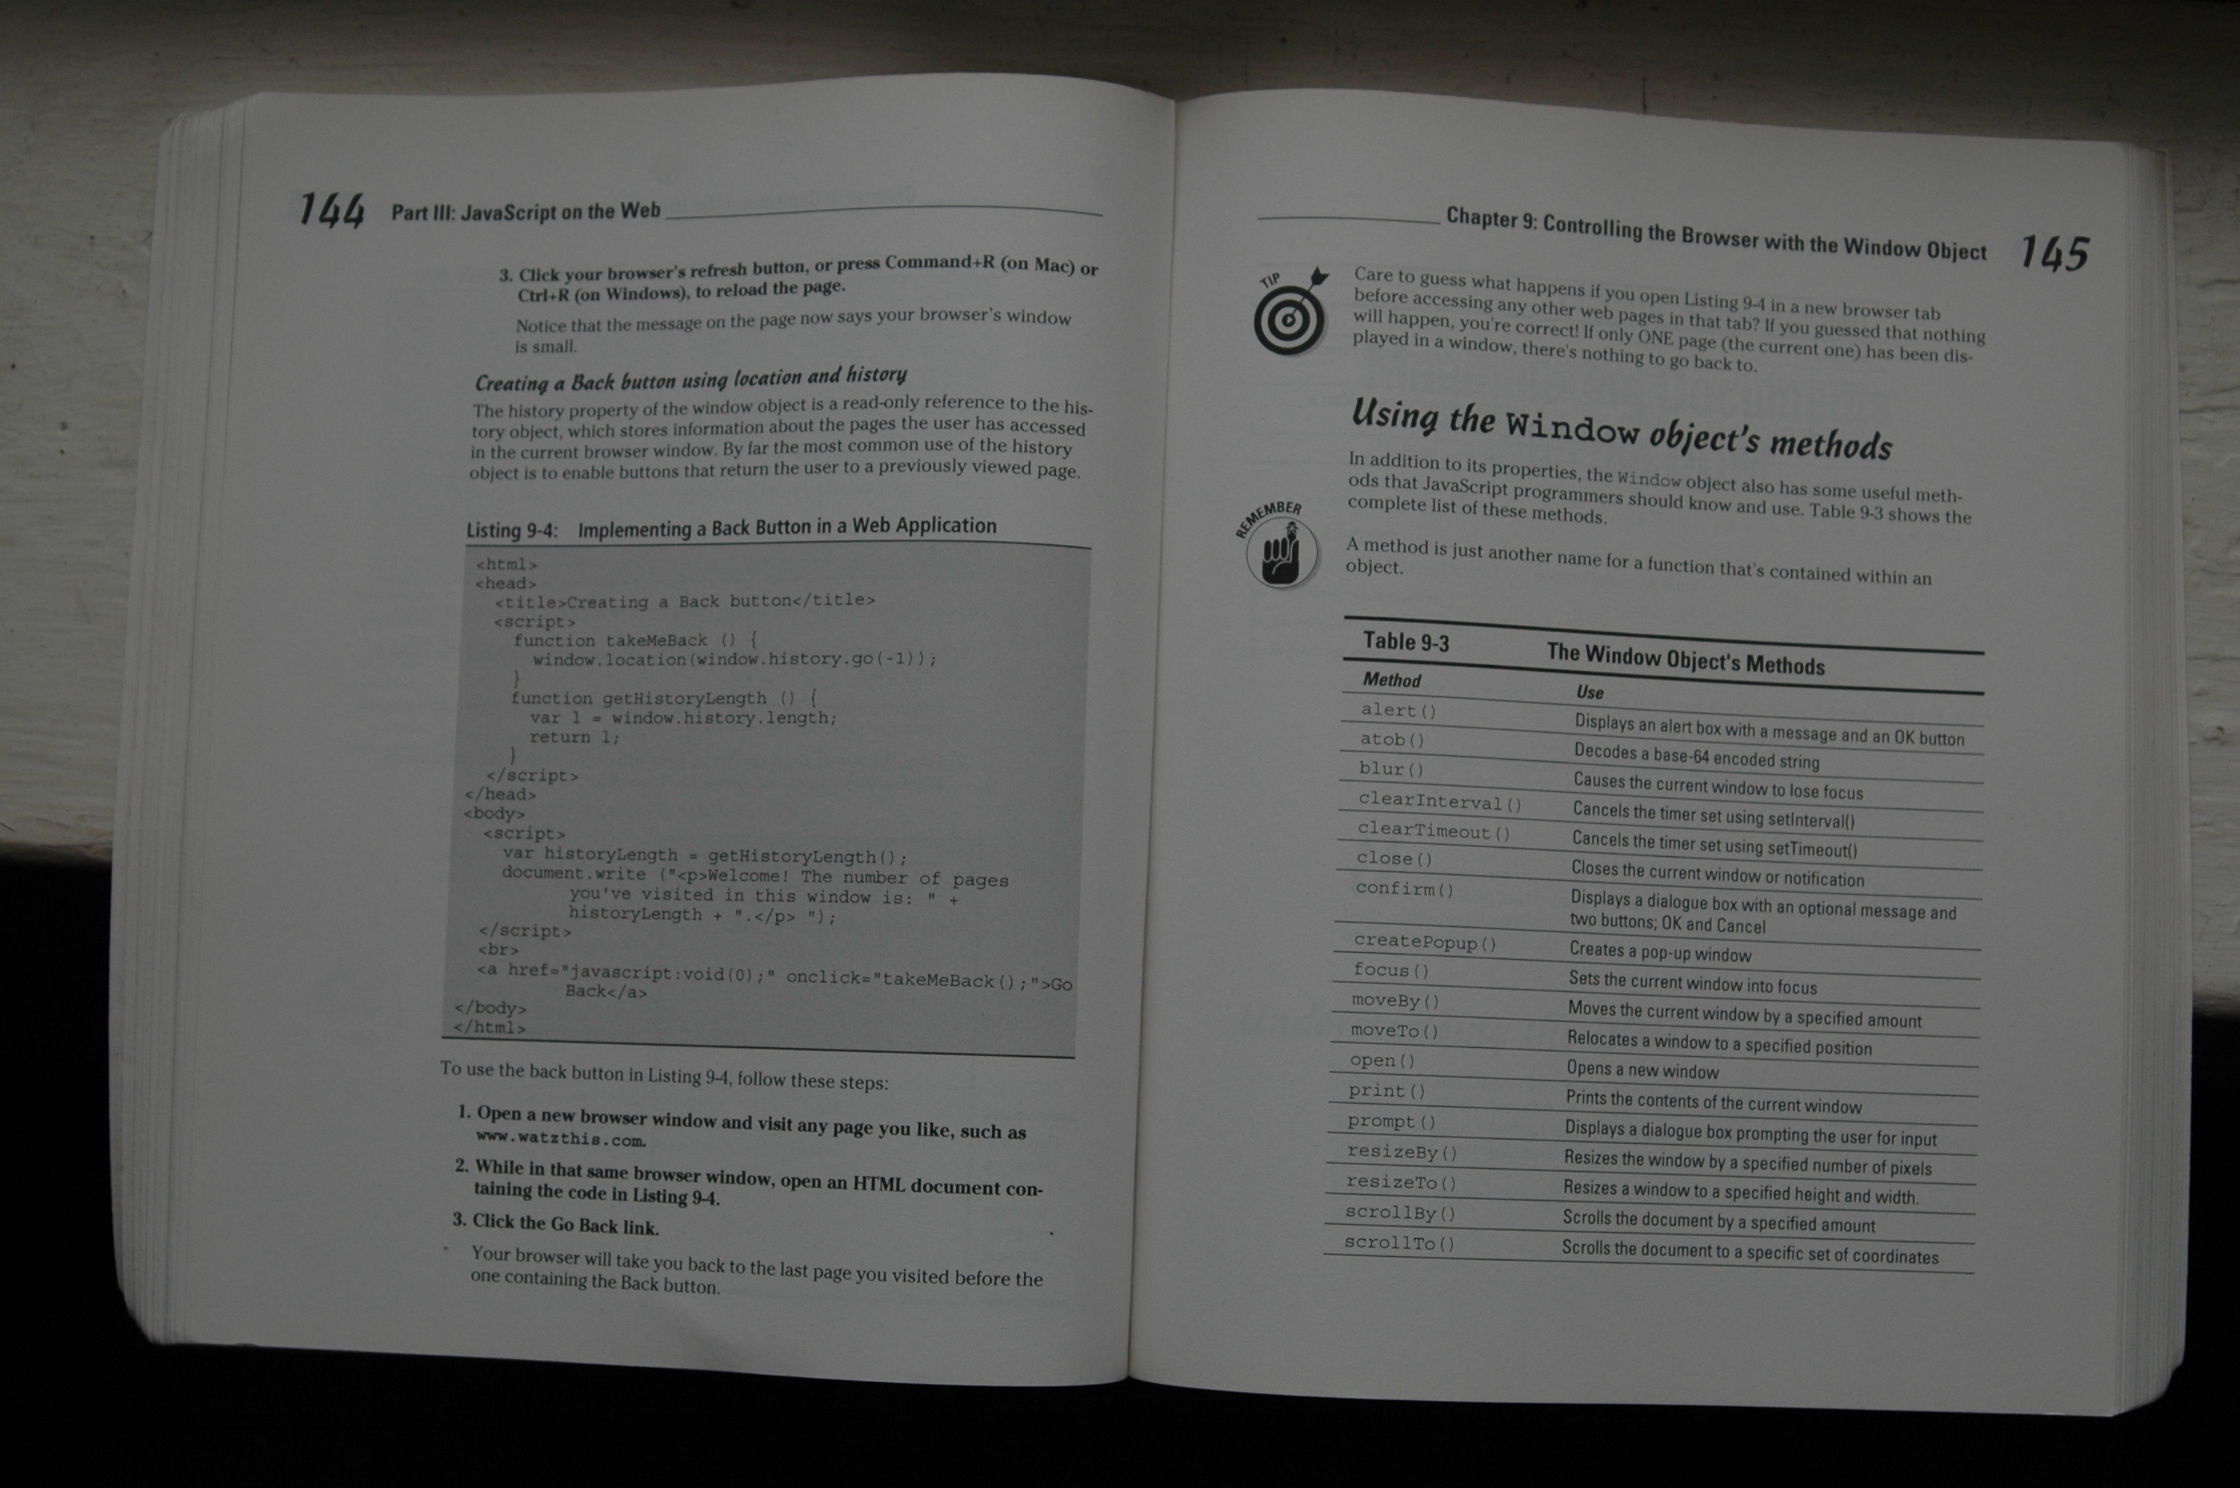 144 Part III: JavaScript on the Web
3. Click your browser's refresh button, or press Command+R (on Mac) or
Ctrl+R (on Windows), to reload the page.
Notice that the message on the page now says your browser's window
is small.
Creating a Back button using location and history
The history property of the window object is a read-only reference to the his-
tory object, which stores information about the pages the user has accessed
in the current browser window. By far the most common use of the history
object is to enable buttons that return the user to a previously viewed page.
Listing 9-4: Implementing a Back Button in a Web Application
<html>
<head>
<title>Creating a Back button</title>
<script>
function takeMeBack () {
window.location(window.history.go(-1));
}
function getHistoryLength () {
var l = window.history.length;
return l;
}
</script>
</head>
<body>
<script>
var historyLength = getHistoryLength();
document.write ("<p>Welcome! The number of pages
you've visited in this window is: " +
historyLength + ".</p> ");
</script>
<br>
<a href="javascript:void(0);" onclick="takeMeBack();">Go
Back</a>
</body>
</html>
To use the back button in Listing 9-4, follow these steps:
1. Open a new browser window and visit any page you like, such as
www.watzthis.com.
2. While in that same browser window, open an HTML document con-
taining the code in Listing 9-4.
3. Click the Go Back link.
Your browser will take you back to the last page you visited before the
one containing the Back button.
Chapter 9: Controlling the Browser with the Window Object 145
TIP
Care to guess what happens if you open Listing 9-4 in a new browser tab
before accessing any other web pages in that tab? If you guessed that nothing
will happen, you're correct! If only ONE page (the current one) has been dis-
played in a window, there's nothing to go back to.
Using the Window object's methods
In addition to its properties, the Window object also has some useful meth-
ods that JavaScript programmers should know and use. Table 9-3 shows the
complete list of these methods.
REMEMBER
A method is just another name for a function that's contained within an
object.
Table 9-3 The Window Object's Methods
Method Use
alert() Displays an alert box with a message and an OK button
atob() Decodes a base-64 encoded string
blur() Causes the current window to lose focus
clearInterval() Cancels the timer set using setInterval()
clearTimeout() Cancels the timer set using setTimeout()
close() Closes the current window or notification
confirm() Displays a dialogue box with an optional message and
two buttons; OK and Cancel
createPopup() Creates a pop-up window
focus() Sets the current window into focus
moveBy() Moves the current window by a specified amount
moveTo() Relocates a window to a specified position
open() Opens a new window
print() Prints the contents of the current window
prompt() Displays a dialogue box prompting the user for input
resizeBy() Resizes the window by a specified number of pixels
resizeTo() Resizes a window to a specified height and width.
scrollBy() Scrolls the document by a specified amount
scrollTo() Scrolls the document to a specific set of coordinates